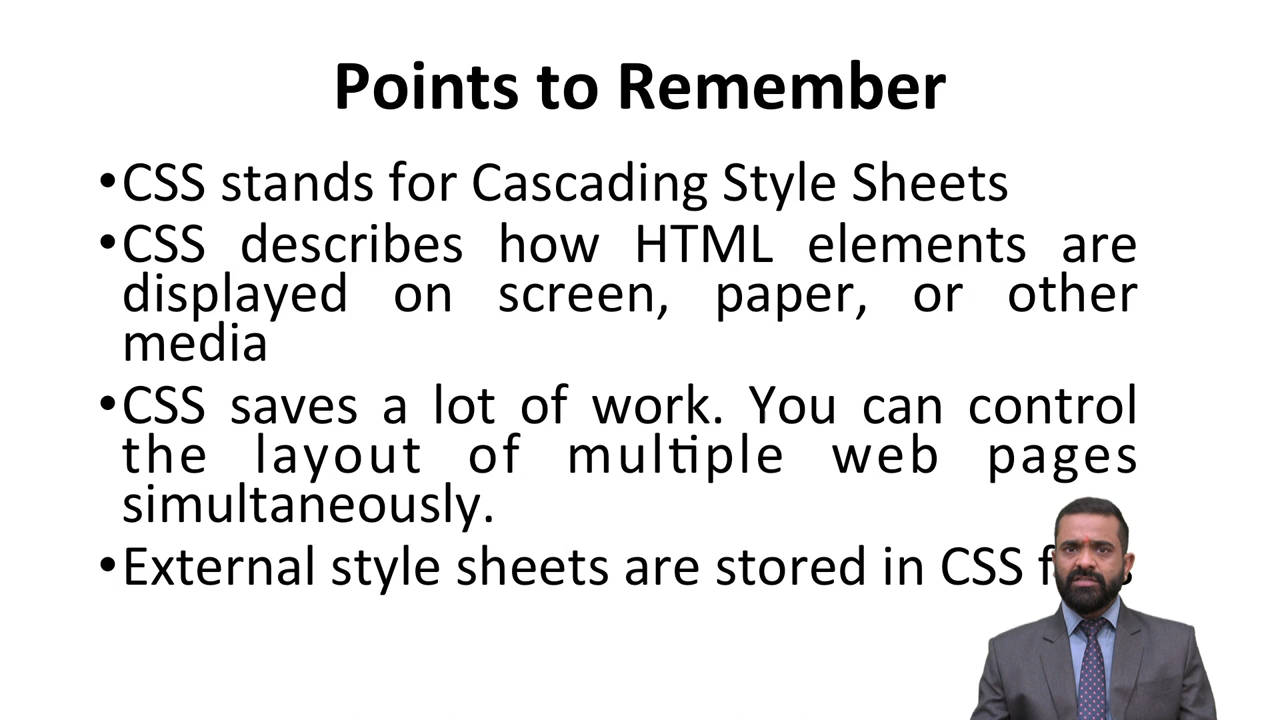 Points to Remember
•CSS stands for Cascading Style Sheets
•CSS describes how HTML elements are
displayed on screen, paper, or other
media
•CSS saves a lot of work. You can control
the layout of multiple web pages
simultaneously.
•External style sheets are stored in CSS